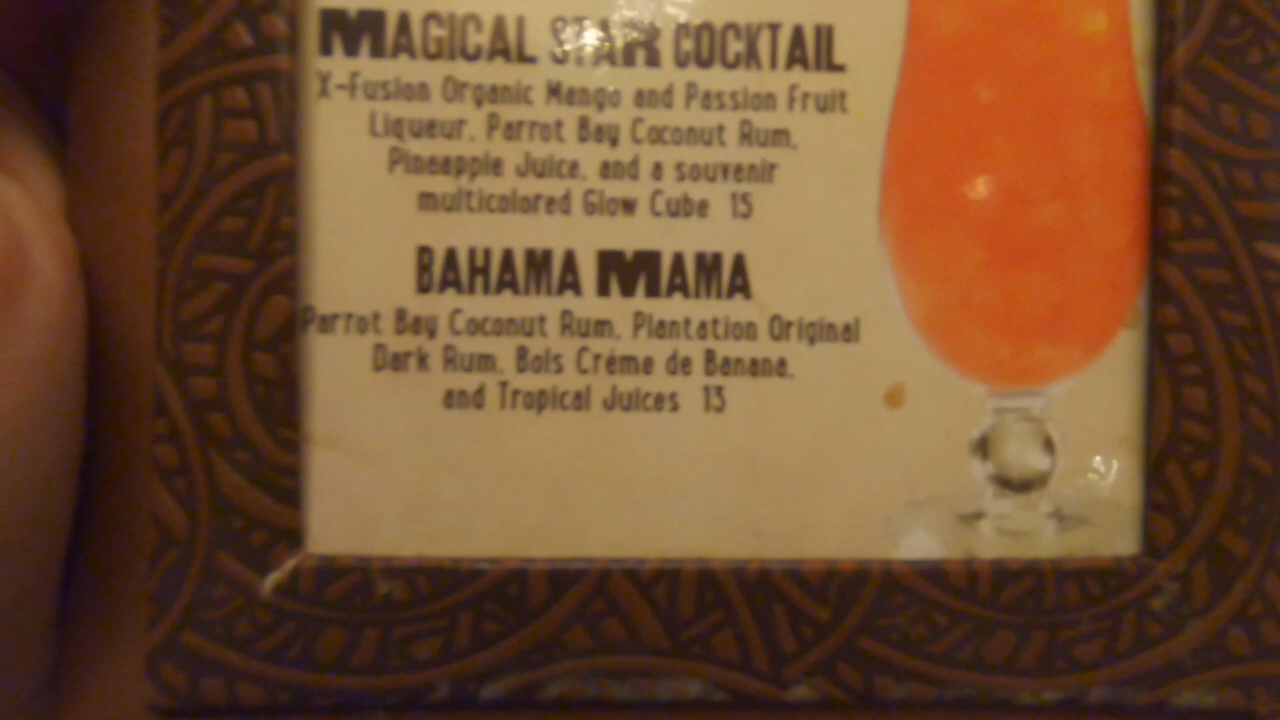 MAGICAL STAR COCKTAIL
X-Fusion Organic Mango and Passion Fruit
Liqueur, Parrot Bay Coconut Rum,
Pineapple Juice, and a souvenir
multicolored Glow Cube 15
BAHAMA MAMA
Parrot Bay Coconut Rum, Plantation Original
Dark Rum, Bols Crème de Banana,
and Tropical Juices 13